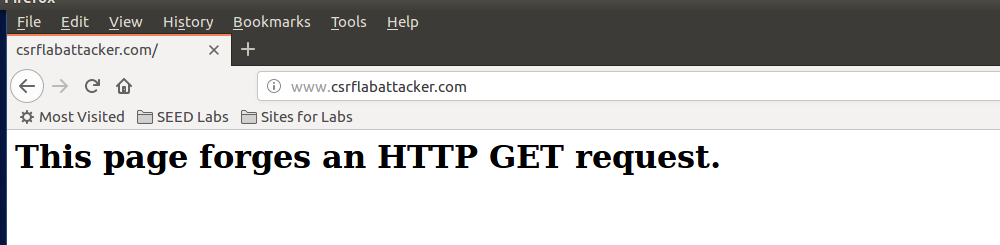 Firefox
File Edit View History Bookmarks Tools Help
csrflabattacker.com/
www.csrflabattacker.com
Most Visited SEED Labs Sites for Labs
This page forges an HTTP GET request.